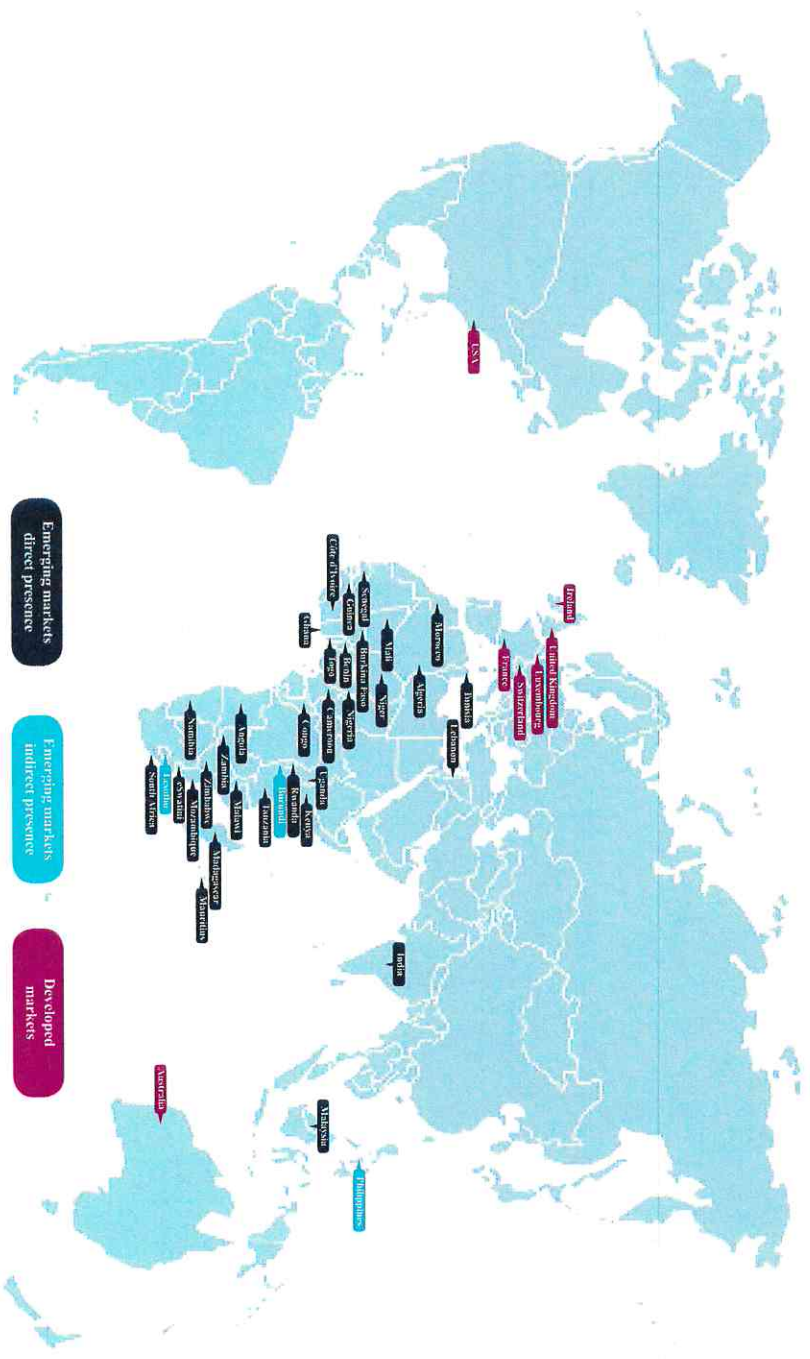 USA
Ireland
United Kingdom
Luxembourg
Switzerland
France
Tunisia
Lebanon
Morocco
Algeria
Mali
Niger
Senegal
Burkina Faso
Guinea
Benin
Nigeria
Côte d'Ivoire
Togo
Cameroon
Ghana
Congo
Uganda
Kenya
Rwanda
Burundi
Tanzania
Angola
Malawi
Zambia
Madagascar
Zimbabwe
Mauritius
Namibia
Mozambique
eSwatini
Lesotho
South Africa
India
Malaysia
Philippines
Australia
Emerging markets
direct presence
Emerging markets
indirect presence
Developed
markets